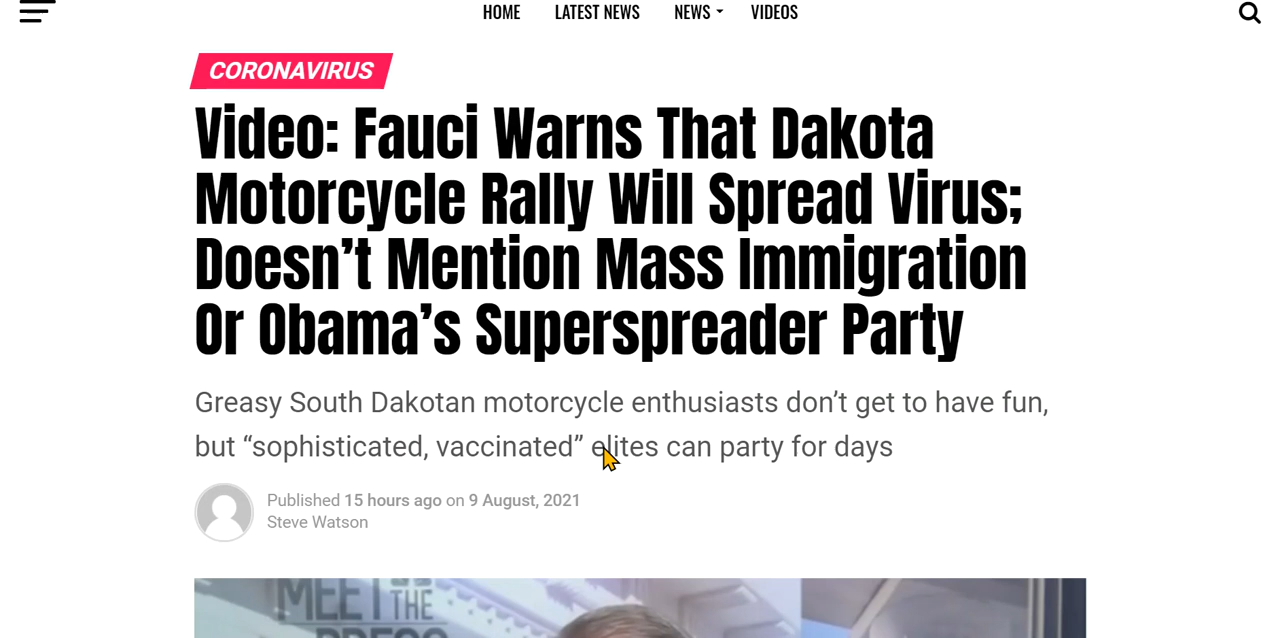 HOME LATEST NEWS NEWS VIDEOS
CORONAVIRUS
Video: Fauci Warns That Dakota
Motorcycle Rally Will Spread Virus;
Doesn’t Mention Mass Immigration
Or Obama’s Superspreader Party
Greasy South Dakotan motorcycle enthusiasts don’t get to have fun,
but “sophisticated, vaccinated” elites can party for days
Published 15 hours ago on 9 August, 2021
Steve Watson
MEET THE
PRESS